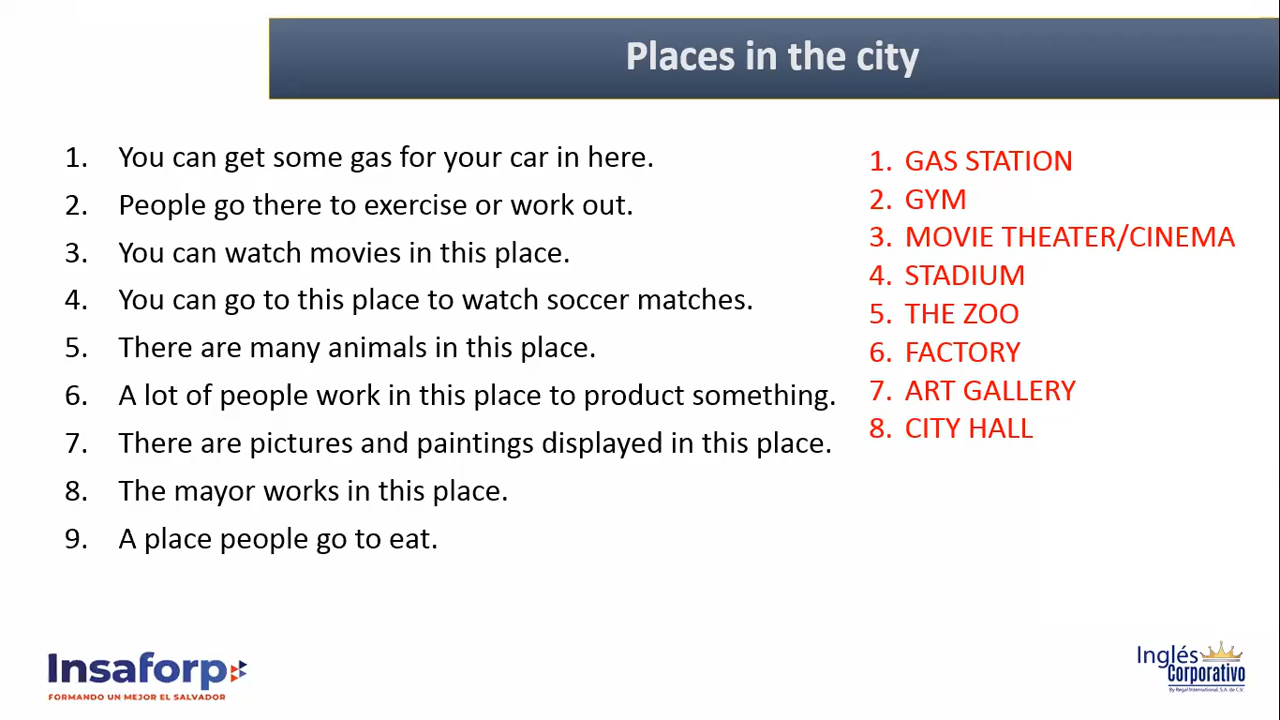 Places in the city
1. You can get some gas for your car in here.
2. People go there to exercise or work out.
3. You can watch movies in this place.
4. You can go to this place to watch soccer matches.
5. There are many animals in this place.
6. A lot of people work in this place to product something.
7. There are pictures and paintings displayed in this place.
8. The mayor works in this place.
9. A place people go to eat.
1. GAS STATION
2. GYM
3. MOVIE THEATER/CINEMA
4. STADIUM
5. THE ZOO
6. FACTORY
7. ART GALLERY
8. CITY HALL
Insaforp
FORMANDO UN MEJOR EL SALVADOR
Inglés
Corporativo
By Regal International, S.A. de C.V.